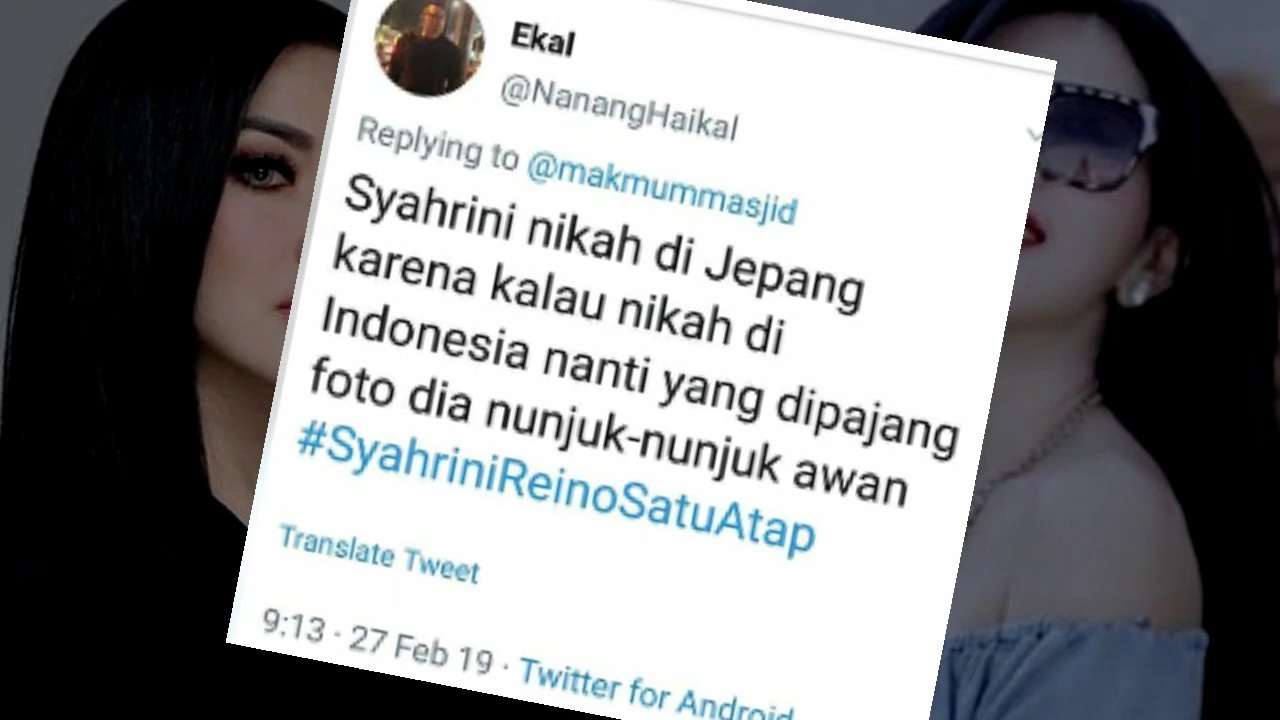 Ekal
@NanangHaikal
Replying to @makmummasjid
Syahrini nikah di Jepang
karena kalau nikah di
Indonesia nanti yang dipajang
foto dia nunjuk-nunjuk awan
#SyahriniReinoSatuAtap
Translate Tweet
9:13 · 27 Feb 19 · Twitter for Android